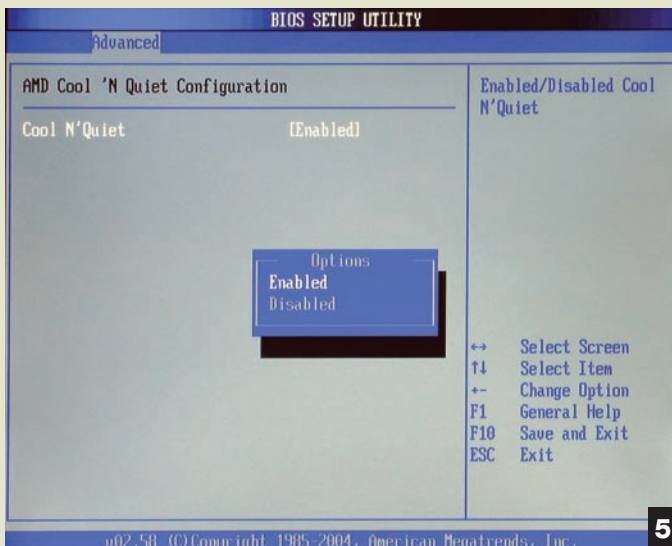 BIOS SETUP UTILITY
Advanced
AMD Cool 'N Quiet Configuration
Cool N'Quiet [Enabled]
Options
Enabled
Disabled
Enabled/Disabled Cool
N'Quiet
↔ Select Screen
↑↓ Select Item
+- Change Option
F1 General Help
F10 Save and Exit
ESC Exit
v02.58 (C)Copyright 1985-2004, American Megatrends, Inc.
5